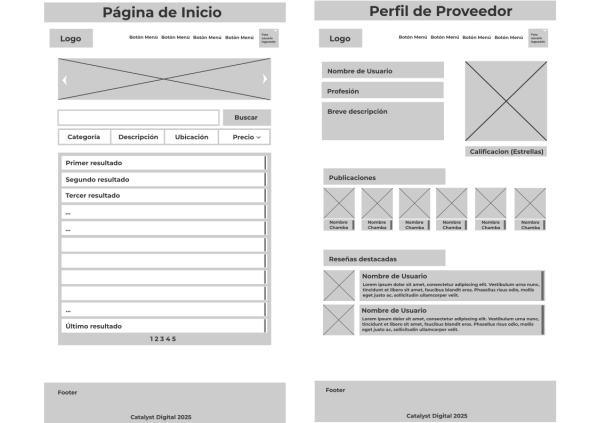 Página de Inicio
Logo
Botón Menú Botón Menú Botón Menú Botón Menú
Buscar
Categoría Descripción Ubicación Precio
Primer resultado
Segundo resultado
Tercer resultado
...
...
...
Último resultado
1 2 3 4 5
Footer
Catalyst Digital 2025
Perfil de Proveedor
Logo
Botón Menú Botón Menú Botón Menú Botón Menú
Nombre de Usuario
Profesión
Breve descripción
Calificacion (Estrellas)
Publicaciones
Nombre Chamba
Nombre Chamba
Nombre Chamba
Nombre Chamba
Nombre Chamba
Nombre Chamba
Reseñas destacadas
Nombre de Usuario
Lorem ipsum dolor sit amet, consectetur adipiscing elit. Vestibulum urna nunc,
tincidunt et libero sit amet, faucibus blandit eros. Phasellus risus odio, mollis
eget justo ac, sollicitudin ullamcorper velit.
Nombre de Usuario
Lorem ipsum dolor sit amet, consectetur adipiscing elit. Vestibulum urna nunc,
tincidunt et libero sit amet, faucibus blandit eros. Phasellus risus odio, mollis
eget justo ac, sollicitudin ullamcorper velit.
Footer
Catalyst Digital 2025